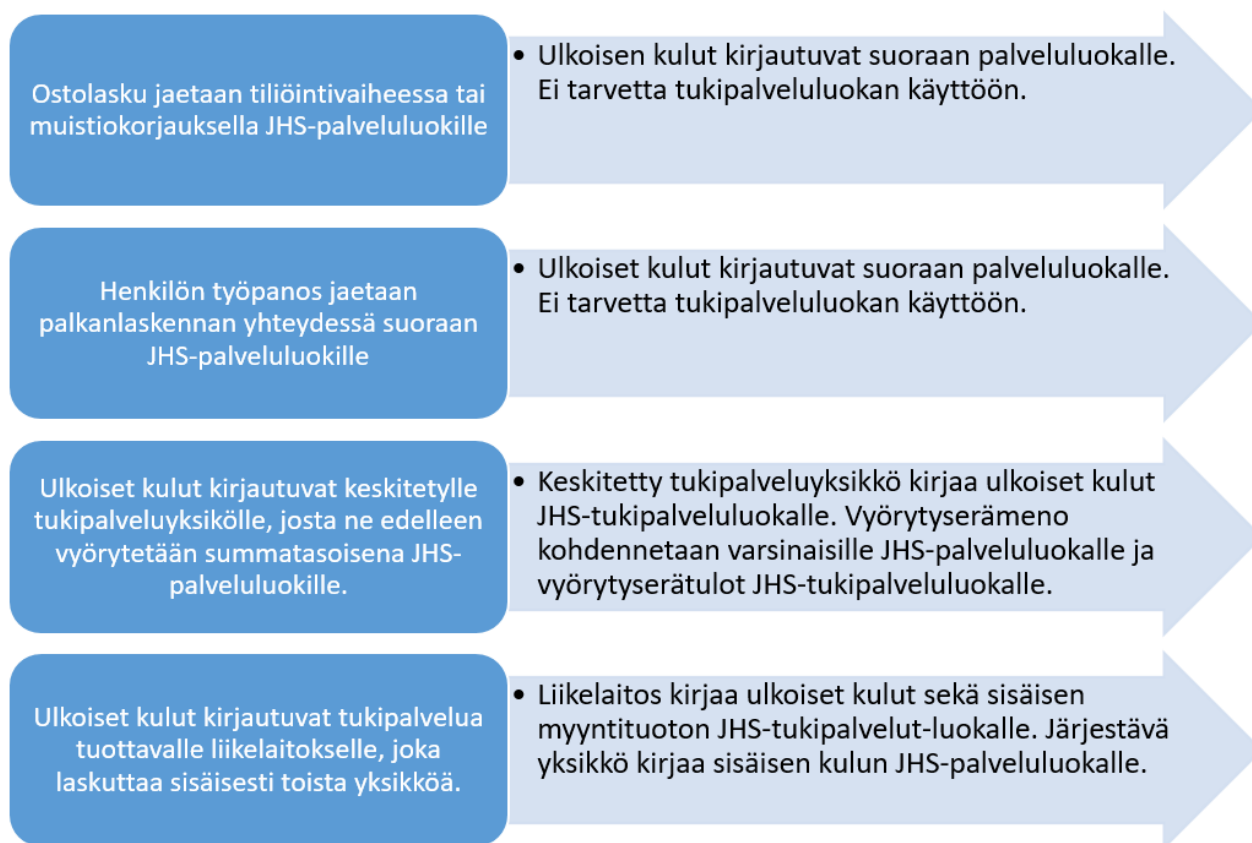 Ostolasku jaetaan tiliöintivaiheessa tai
muistiokorjauksella JHS-palveluluokille
• Ulkoisen kulut kirjautuvat suoraan palveluluokalle.
Ei tarvetta tukipalveluluokan käyttöön.
Henkilön työpanos jaetaan
palkanlaskennan yhteydessä suoraan
JHS-palveluluokille
• Ulkoiset kulut kirjautuvat suoraan palveluluokalle.
Ei tarvetta tukipalveluluokan käyttöön.
Ulkoiset kulut kirjautuvat keskitetylle
tukipalveluyksikölle, josta ne edelleen
vyörytetään summatasoisena JHS-
palveluluokille.
• Keskitetty tukipalveluyksikkö kirjaa ulkoiset kulut
JHS-tukipalveluluokalle. Vyörytyserämeno
kohdennetaan varsinaisille JHS-palveluluokalle ja
vyörytyserätulot JHS-tukipalveluluokalle.
Ulkoiset kulut kirjautuvat tukipalvelua
tuottavalle liikelaitokselle, joka
laskuttaa sisäisesti toista yksikköä.
• Liikelaitos kirjaa ulkoiset kulut sekä sisäisen
myyntituoton JHS-tukipalvelut-luokalle. Järjestävä
yksikkö kirjaa sisäisen kulun JHS-palveluluokalle.